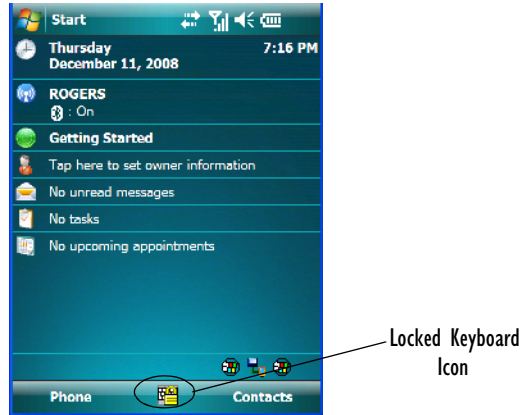 Start
Thursday 7:16 PM
December 11, 2008
ROGERS
: On
Getting Started
Tap here to set owner information
No unread messages
No tasks
No upcoming appointments
Phone Contacts
Locked Keyboard
Icon